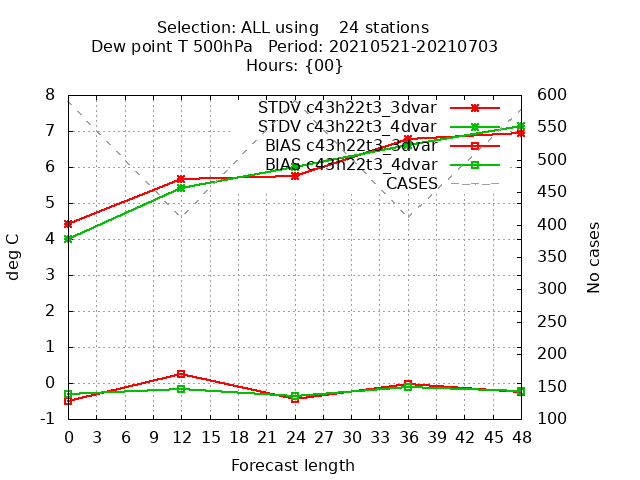 Selection: ALL using    24 stations
Dew point T 500hPa   Period: 20210521-20210703
Hours: {00}
8
7
6
5
4
3
2
1
0
-1
deg C
STDV c43h22t3_3dvar
STDV c43h22t3_4dvar
BIAS c43h22t3_3dvar
BIAS c43h22t3_4dvar
CASES
600
550
500
450
400
350
300
250
200
150
100
No cases
0 3 6 9 12 15 18 21 24 27 30 33 36 39 42 45 48
Forecast length